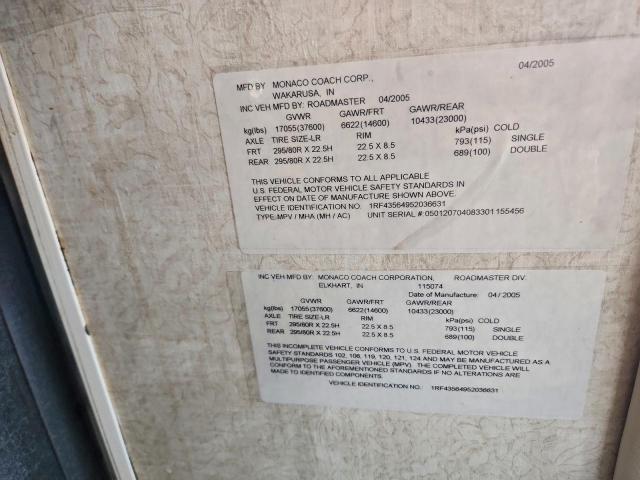 04/2005
MFD BY MONACO COACH CORP.,
WAKARUSA, IN
INC VEH MFD BY: ROADMASTER 04/2005
GVWR GAWR/FRT GAWR/REAR
kg(lbs) 17055(37600) 6622(14600) 10433(23000)
AXLE TIRE SIZE-LR RIM kPa(psi) COLD
FRT 295/80R X 22.5H 22.5 X 8.5 793(115) SINGLE
REAR 295/80R X 22.5H 22.5 X 8.5 689(100) DOUBLE
THIS VEHICLE CONFORMS TO ALL APPLICABLE
U.S. FEDERAL MOTOR VEHICLE SAFETY STANDARDS IN
EFFECT ON DATE OF MANUFACTURE SHOWN ABOVE.
VEHICLE IDENTIFICATION NO. 1RF43564952036631
TYPE:MPV / MHA (MH / AC) UNIT SERIAL #:050120704083301155456
INC VEH MFD BY: MONACO COACH CORPORATION, ROADMASTER DIV.
ELKHART, IN 115074
Date of Manufacture: 04/2005
GVWR GAWR/FRT GAWR/REAR
kg(lbs) 17055(37600) 6622(14600) 10433(23000)
AXLE TIRE SIZE-LR RIM kPa(psi) COLD
FRT 295/80R X 22.5H 22.5 X 8.5 793(115) SINGLE
REAR 295/80R X 22.5H 22.5 X 8.5 689(100) DOUBLE
THIS INCOMPLETE VEHICLE CONFORMS TO U.S. FEDERAL MOTOR VEHICLE
SAFETY STANDARDS 102, 106, 119, 120, 121, 124 AND MAY BE MANUFACTURED AS A
MULTIPURPOSE PASSENGER VEHICLE (MPV). THE COMPLETED VEHICLE WILL
CONFORM TO THE AFOREMENTIONED STANDARDS IF NO ALTERATIONS ARE
MADE TO IDENTIFIED COMPONENTS.
VEHICLE IDENTIFICATION NO. 1RF43564952036631